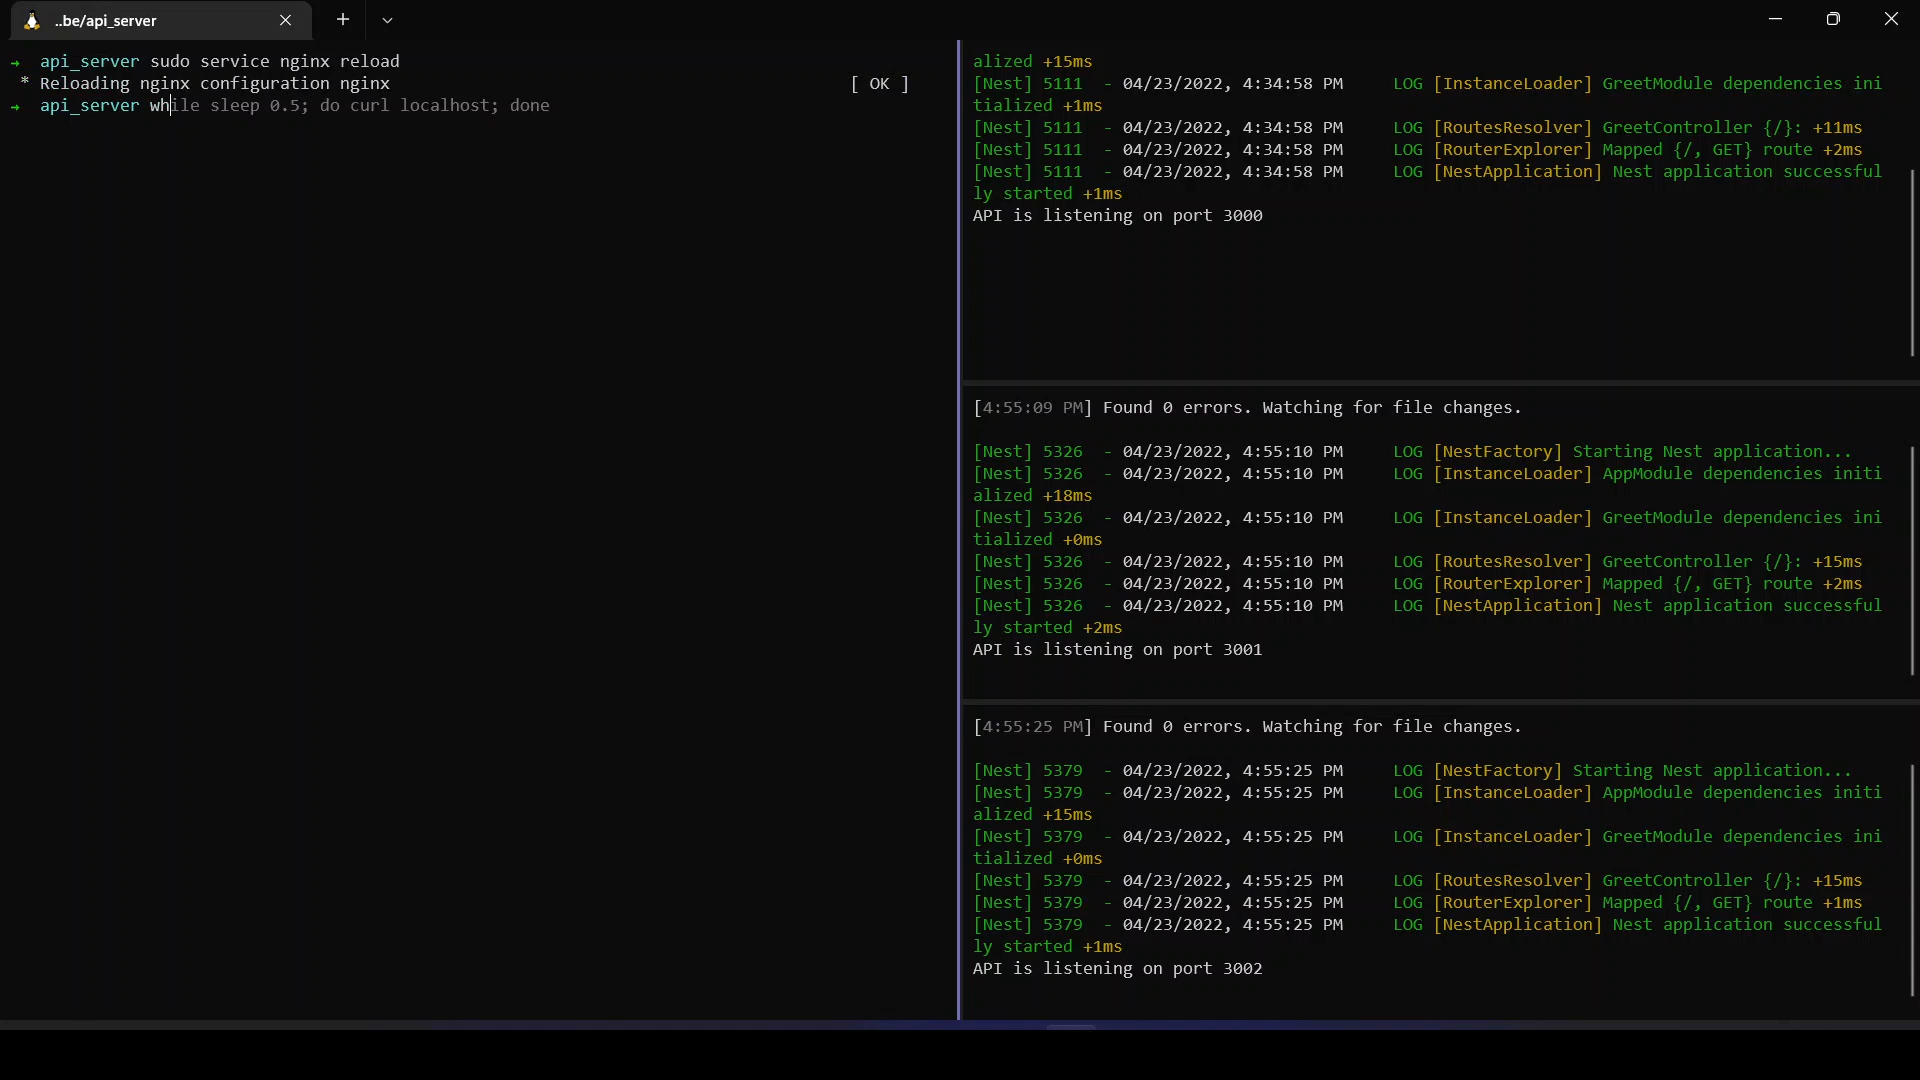 ..be/api_server
→ api_server sudo service nginx reload
* Reloading nginx configuration nginx [ OK ]
→ api_server while sleep 0.5; do curl localhost; done
alized +15ms
[Nest] 5111  - 04/23/2022, 4:34:58 PM     LOG [InstanceLoader] GreetModule dependencies ini
tialized +1ms
[Nest] 5111  - 04/23/2022, 4:34:58 PM     LOG [RoutesResolver] GreetController {/}: +11ms
[Nest] 5111  - 04/23/2022, 4:34:58 PM     LOG [RouterExplorer] Mapped {/, GET} route +2ms
[Nest] 5111  - 04/23/2022, 4:34:58 PM     LOG [NestApplication] Nest application successful
ly started +1ms
API is listening on port 3000
[4:55:09 PM] Found 0 errors. Watching for file changes.
[Nest] 5326  - 04/23/2022, 4:55:10 PM     LOG [NestFactory] Starting Nest application...
[Nest] 5326  - 04/23/2022, 4:55:10 PM     LOG [InstanceLoader] AppModule dependencies initi
alized +18ms
[Nest] 5326  - 04/23/2022, 4:55:10 PM     LOG [InstanceLoader] GreetModule dependencies ini
tialized +0ms
[Nest] 5326  - 04/23/2022, 4:55:10 PM     LOG [RoutesResolver] GreetController {/}: +15ms
[Nest] 5326  - 04/23/2022, 4:55:10 PM     LOG [RouterExplorer] Mapped {/, GET} route +2ms
[Nest] 5326  - 04/23/2022, 4:55:10 PM     LOG [NestApplication] Nest application successful
ly started +2ms
API is listening on port 3001
[4:55:25 PM] Found 0 errors. Watching for file changes.
[Nest] 5379  - 04/23/2022, 4:55:25 PM     LOG [NestFactory] Starting Nest application...
[Nest] 5379  - 04/23/2022, 4:55:25 PM     LOG [InstanceLoader] AppModule dependencies initi
alized +15ms
[Nest] 5379  - 04/23/2022, 4:55:25 PM     LOG [InstanceLoader] GreetModule dependencies ini
tialized +0ms
[Nest] 5379  - 04/23/2022, 4:55:25 PM     LOG [RoutesResolver] GreetController {/}: +15ms
[Nest] 5379  - 04/23/2022, 4:55:25 PM     LOG [RouterExplorer] Mapped {/, GET} route +1ms
[Nest] 5379  - 04/23/2022, 4:55:25 PM     LOG [NestApplication] Nest application successful
ly started +1ms
API is listening on port 3002